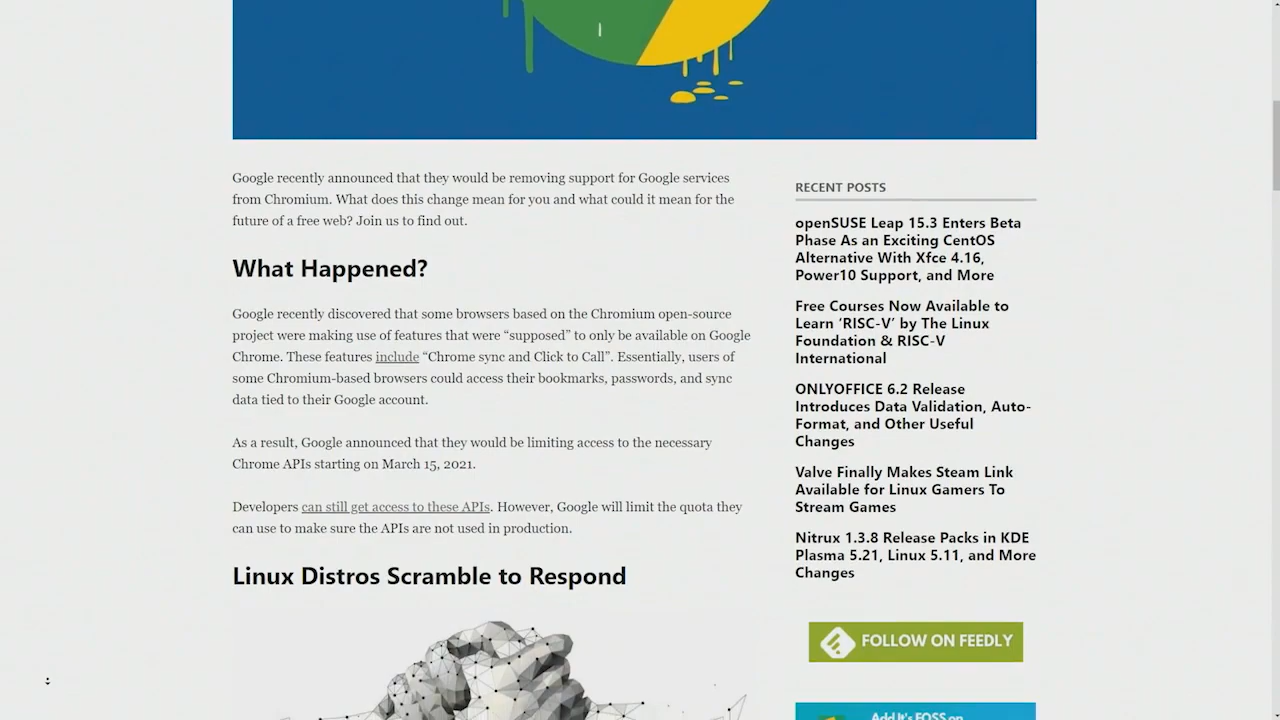 Google recently announced that they would be removing support for Google services
from Chromium. What does this change mean for you and what could it mean for the
future of a free web? Join us to find out.
What Happened?
Google recently discovered that some browsers based on the Chromium open-source
project were making use of features that were “supposed” to only be available on Google
Chrome. These features include “Chrome sync and Click to Call”. Essentially, users of
some Chromium-based browsers could access their bookmarks, passwords, and sync
data tied to their Google account.
As a result, Google announced that they would be limiting access to the necessary
Chrome APIs starting on March 15, 2021.
Developers can still get access to these APIs. However, Google will limit the quota they
can use to make sure the APIs are not used in production.
Linux Distros Scramble to Respond
RECENT POSTS
openSUSE Leap 15.3 Enters Beta
Phase As an Exciting CentOS
Alternative With Xfce 4.16,
Power10 Support, and More
Free Courses Now Available to
Learn ‘RISC-V’ by The Linux
Foundation & RISC-V
International
ONLYOFFICE 6.2 Release
Introduces Data Validation, Auto-
Format, and Other Useful
Changes
Valve Finally Makes Steam Link
Available for Linux Gamers To
Stream Games
Nitrux 1.3.8 Release Packs in KDE
Plasma 5.21, Linux 5.11, and More
Changes
FOLLOW ON FEEDLY
Add It's FOSS on